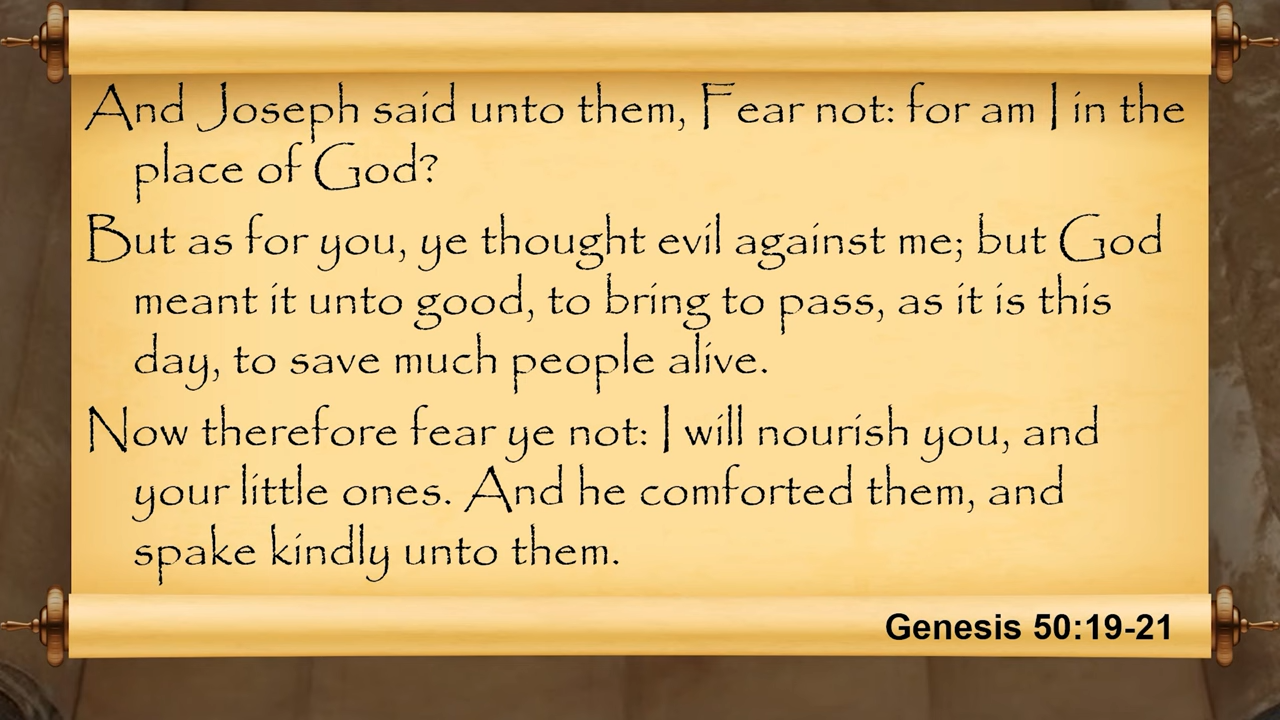 And Joseph said unto them, Fear not: for am I in the
place of God?
But as for you, ye thought evil against me; but God
meant it unto good, to bring to pass, as it is this
day, to save much people alive.
Now therefore fear ye not: I will nourish you, and
your little ones. And he comforted them, and
spake kindly unto them.
Genesis 50:19-21